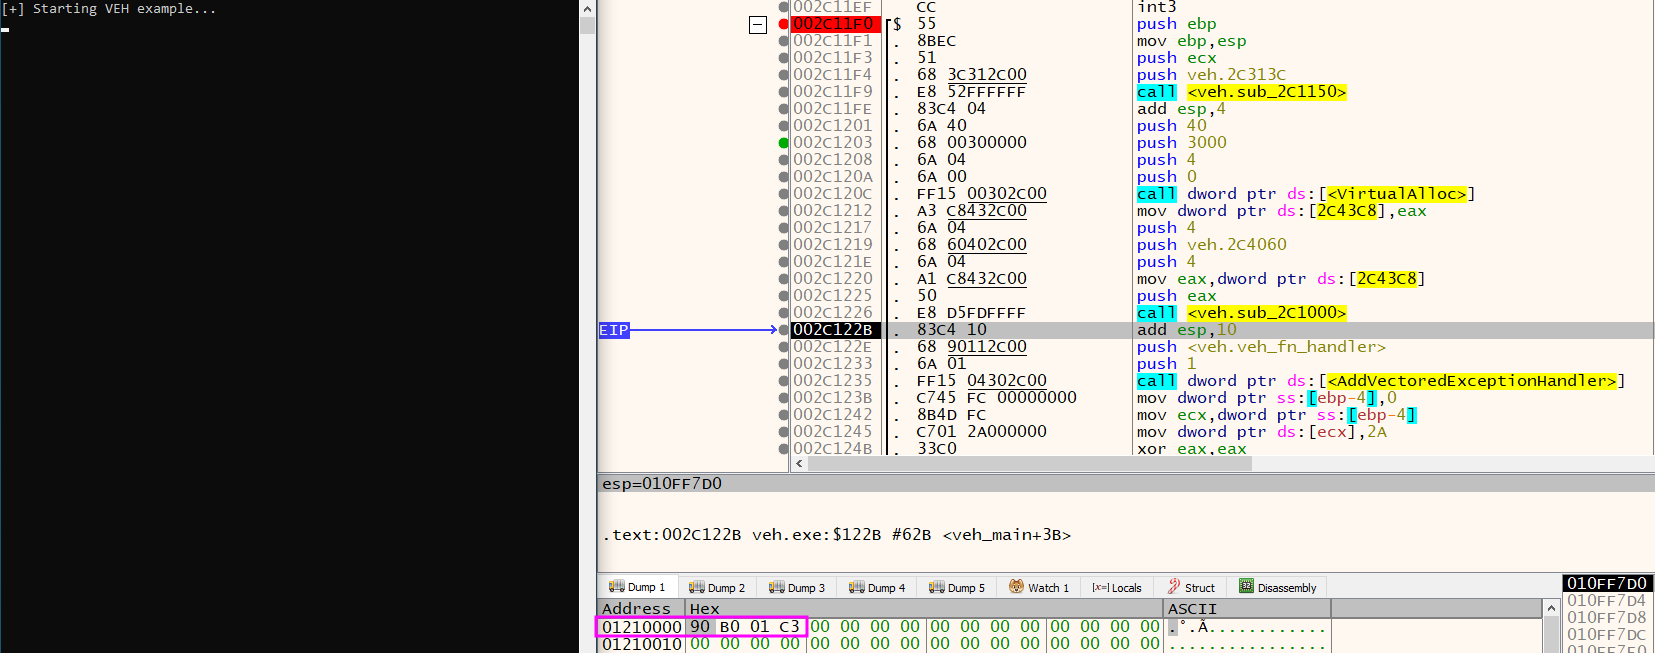 [+] Starting VEH example...
002C11EF CC int3
002C11F0 $ 55 push ebp
002C11F1 . 8BEC mov ebp,esp
002C11F3 . 51 push ecx
002C11F4 . 68 3C312C00 push veh.2C313C
002C11F9 . E8 52FFFFFF call <veh.sub_2C1150>
002C11FE . 83C4 04 add esp,4
002C1201 . 6A 40 push 40
002C1203 . 68 00300000 push 3000
002C1208 . 6A 04 push 4
002C120A . 6A 00 push 0
002C120C . FF15 00302C00 call dword ptr ds:[<VirtualAlloc>]
002C1212 . A3 C8432C00 mov dword ptr ds:[2C43C8],eax
002C1217 . 6A 04 push 4
002C1219 . 68 60402C00 push veh.2C4060
002C121E . 6A 04 push 4
002C1220 . A1 C8432C00 mov eax,dword ptr ds:[2C43C8]
002C1225 . 50 push eax
002C1226 . E8 D5FDFFFF call <veh.sub_2C1000>
EIP 002C122B . 83C4 10 add esp,10
002C122E . 68 90112C00 push <veh.veh_fn_handler>
002C1233 . 6A 01 push 1
002C1235 . FF15 04302C00 call dword ptr ds:[<AddVectoredExceptionHandler>]
002C123B . C745 FC 00000000 mov dword ptr ss:[ebp-4],0
002C1242 . 8B4D FC mov ecx,dword ptr ss:[ebp-4]
002C1245 . C701 2A000000 mov dword ptr ds:[ecx],2A
002C124B . 33C0 xor eax,eax
esp=010FF7D0
.text:002C122B veh.exe:$122B #62B <veh_main+3B>
Dump 1 Dump 2 Dump 3 Dump 4 Dump 5 Watch 1 [x=] Locals Struct Disassembly
Address Hex ASCII
01210000 90 B0 01 C3 00 00 00 00 00 00 00 00 00 00 00 00 .°.Ã............
01210010 00 00 00 00 00 00 00 00 00 00 00 00 00 00 00 00 ................
010FF7D0
010FF7D4
010FF7D8
010FF7DC
010FF7E0